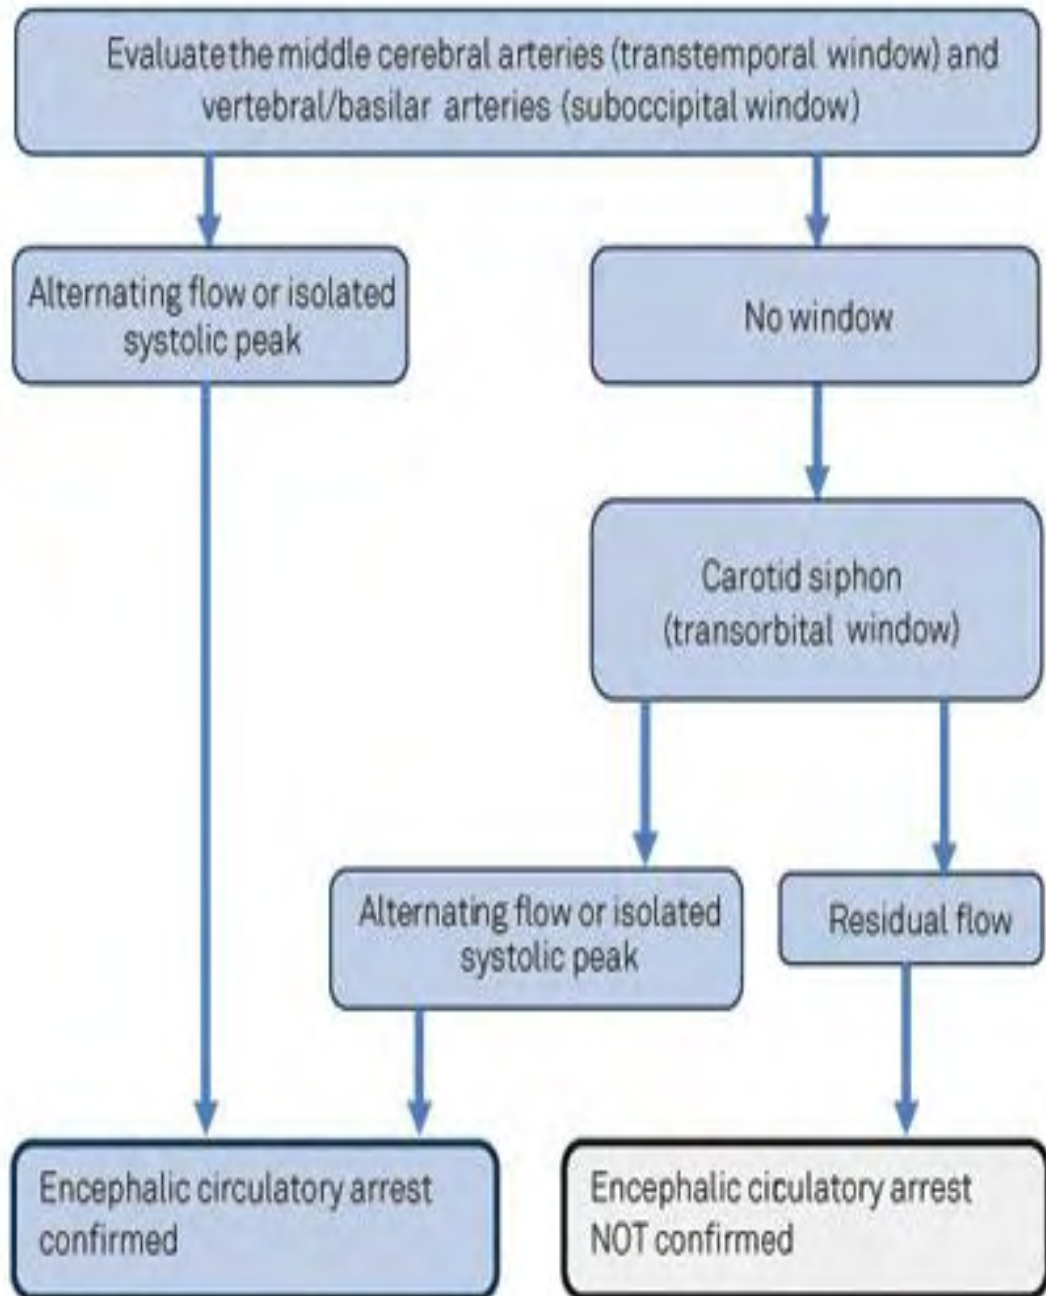 Evaluate the middle cerebral arteries (transtemporal window) and
vertebral/basilar arteries (suboccipital window)
Alternating flow or isolated
systolic peak
No window
Carotid siphon
(transorbital window)
Alternating flow or isolated
systolic peak
Residual flow
Encephalic circulatory arrest
confirmed
Encephalic ciculatory arrest
NOT confirmed